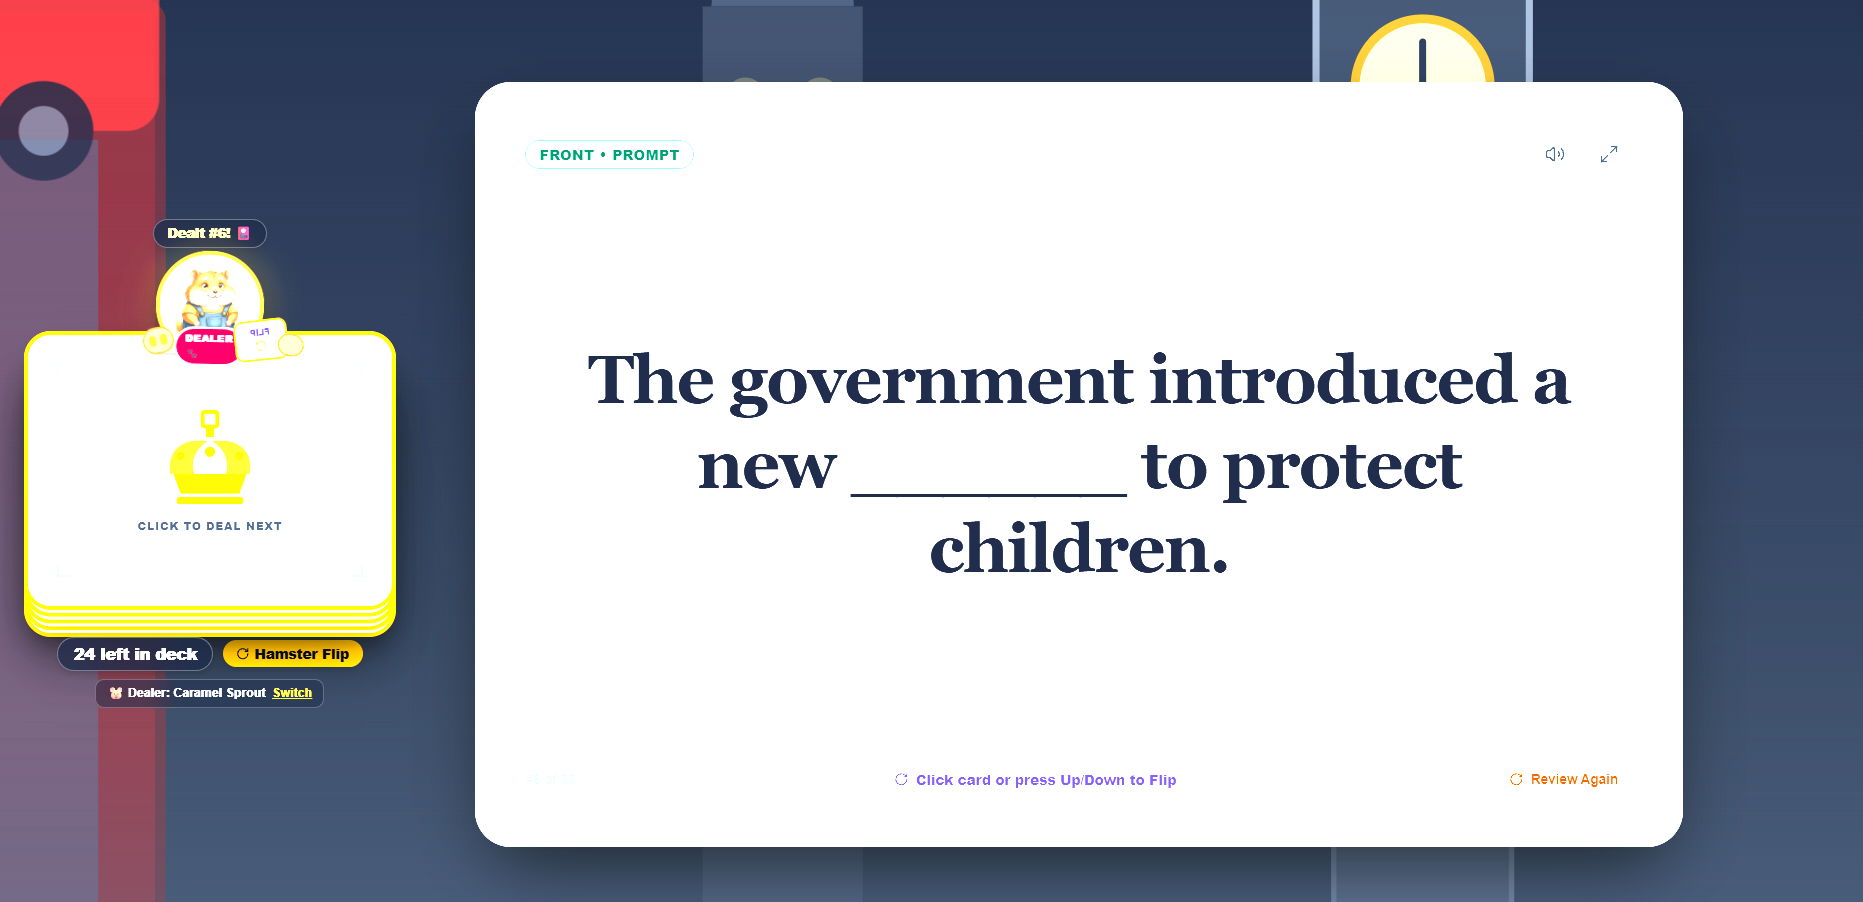 Dealt #6!
DEALER
FLIP
CLICK TO DEAL NEXT
24 left in deck
Hamster Flip
Dealer: Caramel Sprout Switch
FRONT • PROMPT
The government introduced a
new ________ to protect
children.
Click card or press Up/Down to Flip
Review Again